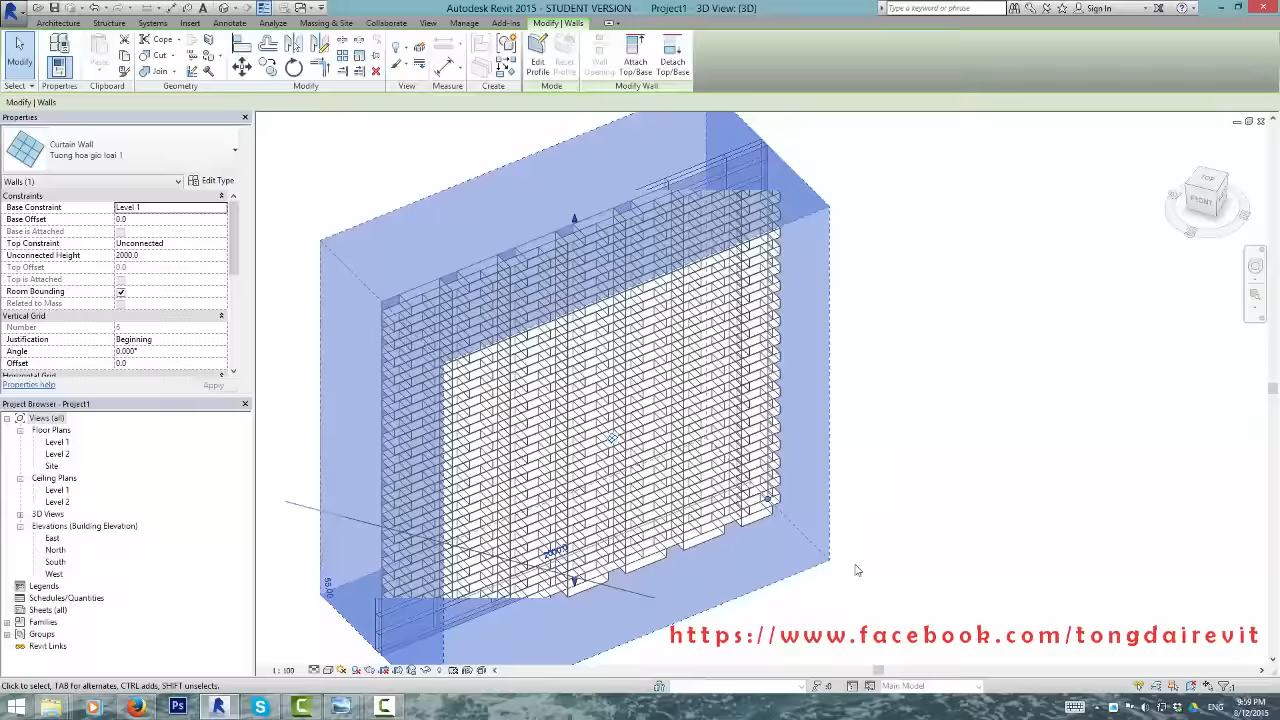 Autodesk Revit 2015 - STUDENT VERSION - Project1 - 3D View: {3D}
Type a keyword or phrase
Sign In
Architecture Structure Systems Insert Annotate Analyze Massing & Site Collaborate View Manage Add-Ins Modify | Walls
Modify
Cope
Cut
Join
Paste
Edit Profile
Reset Profile
Wall Opening
Attach Top/Base
Detach Top/Base
Select Properties Clipboard Geometry Modify View Measure Create Mode Modify Wall
Modify | Walls
Properties
Curtain Wall
Tuong hoa gio loai 1
Walls (1)
Edit Type
Constraints
Base Constraint Level 1
Base Offset 0.0
Base is Attached
Top Constraint Unconnected
Unconnected Height 2000.0
Top Offset 0.0
Top is Attached
Room Bounding
Related to Mass
Vertical Grid
Number 6
Justification Beginning
Angle 0.000°
Offset 0.0
Horizontal Grid
Properties help
Apply
Project Browser - Project1
Views (all)
Floor Plans
Level 1
Level 2
Site
Ceiling Plans
Level 1
Level 2
3D Views
Elevations (Building Elevation)
East
North
South
West
Legends
Schedules/Quantities
Sheets (all)
Families
Groups
Revit Links
TOP
FRONT
2000.0
https://www.facebook.com/tongdairevit
1 : 100
Click to select, TAB for alternates, CTRL adds, SHIFT unselects.
:0
Main Model
ENG
9:59 PM
8/12/2015